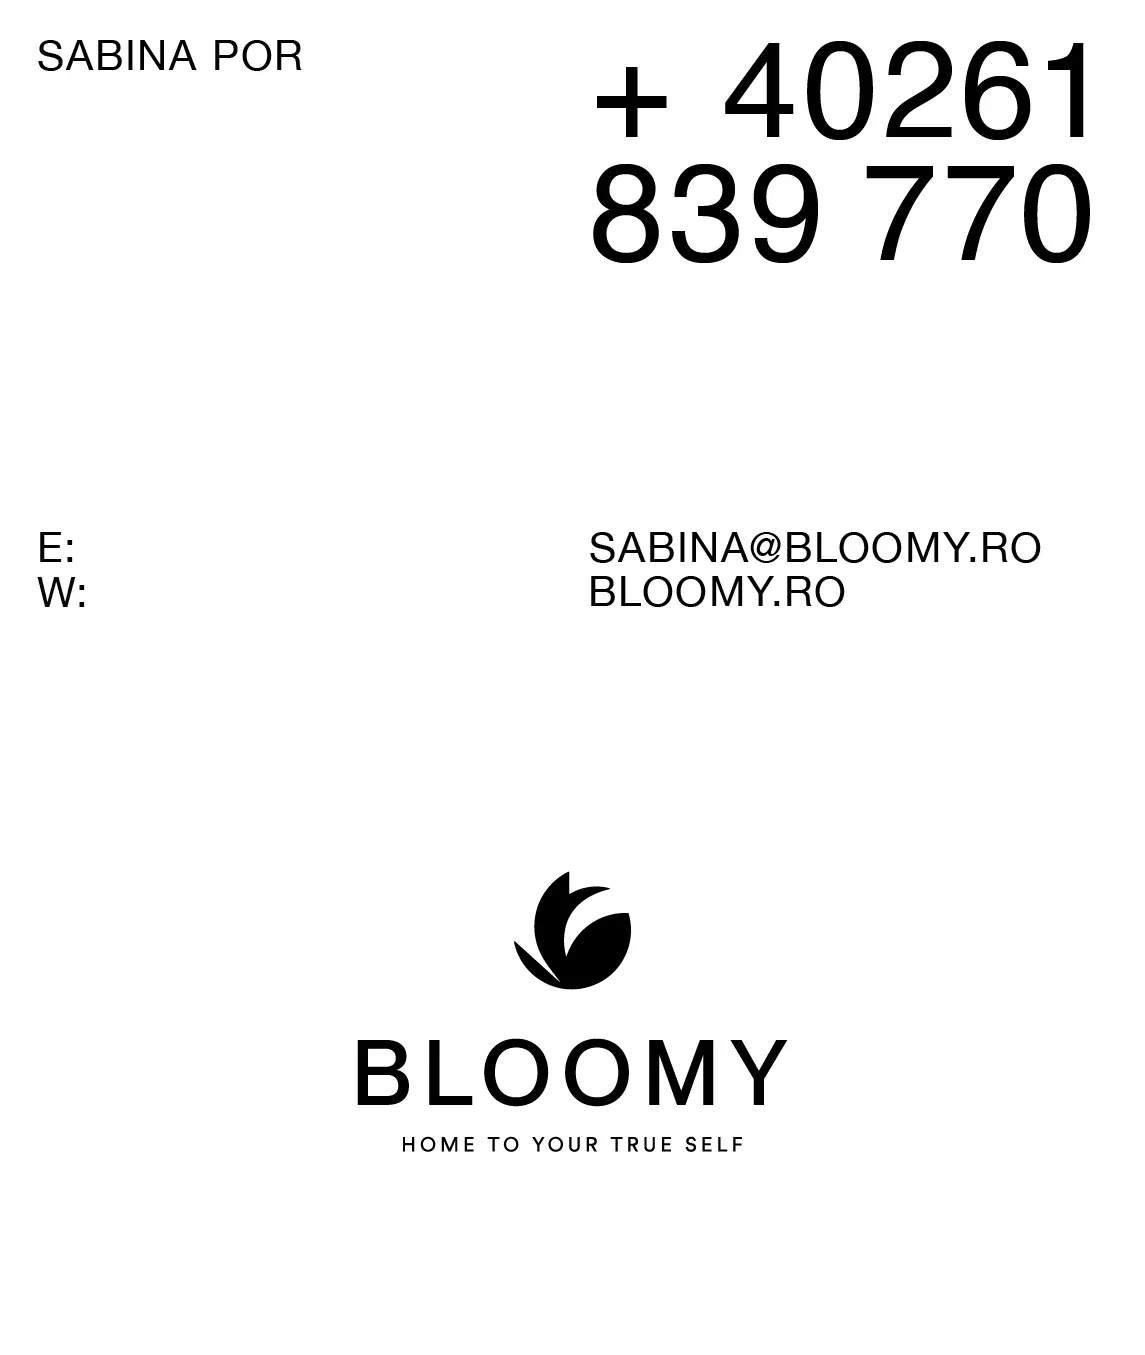 SABINA POR
+ 40261
839 770
E: SABINA@BLOOMY.RO
W: BLOOMY.RO
BLOOMY
HOME TO YOUR TRUE SELF